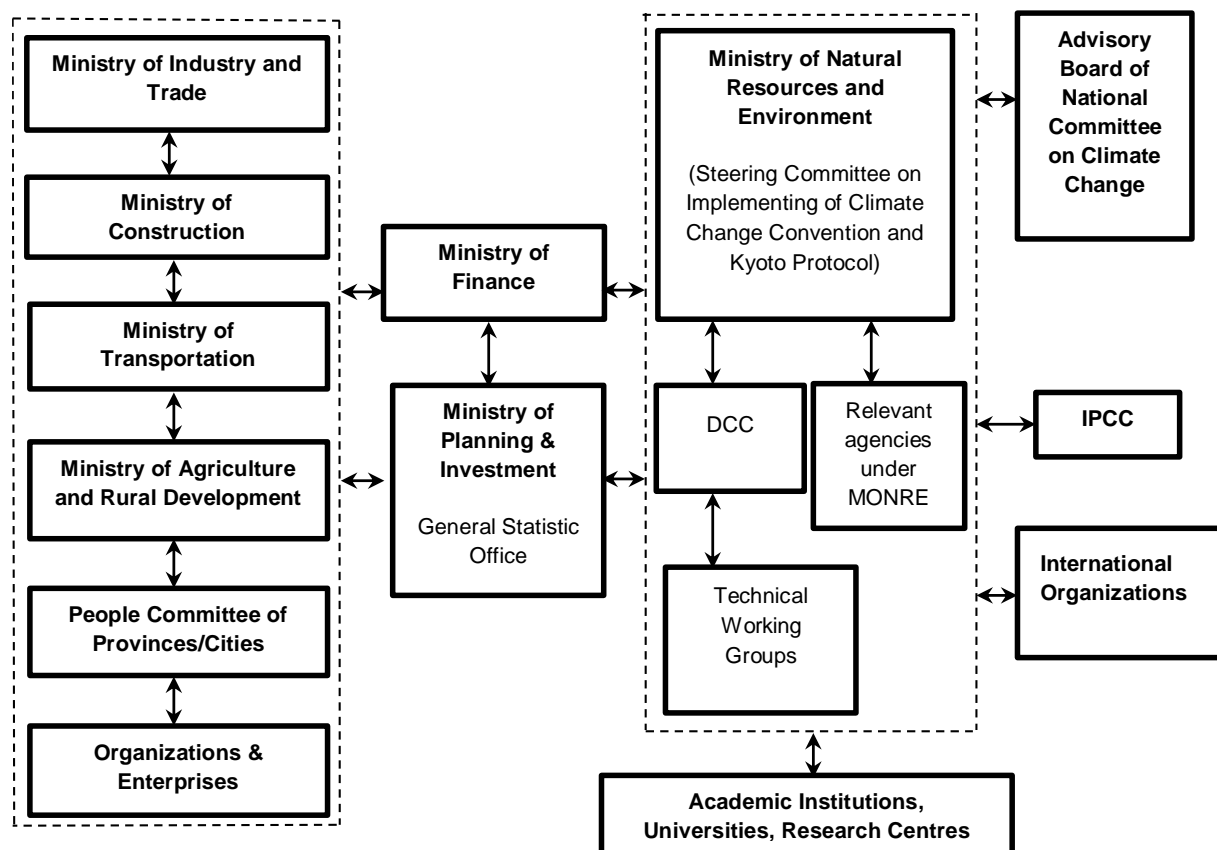 Ministry of Industry and
Trade
Ministry of
Construction
Ministry of
Transportation
Ministry of Agriculture
and Rural Development
People Committee of
Provinces/Cities
Organizations &
Enterprises
Ministry of
Finance
Ministry of
Planning &
Investment
General Statistic
Office
Ministry of Natural
Resources and
Environment
(Steering Committee on
Implementing of Climate
Change Convention and
Kyoto Protocol)
DCC
Relevant
agencies
under
MONRE
Technical
Working
Groups
Advisory
Board of
National
Committee
on Climate
Change
IPCC
International
Organizations
Academic Institutions,
Universities, Research Centres